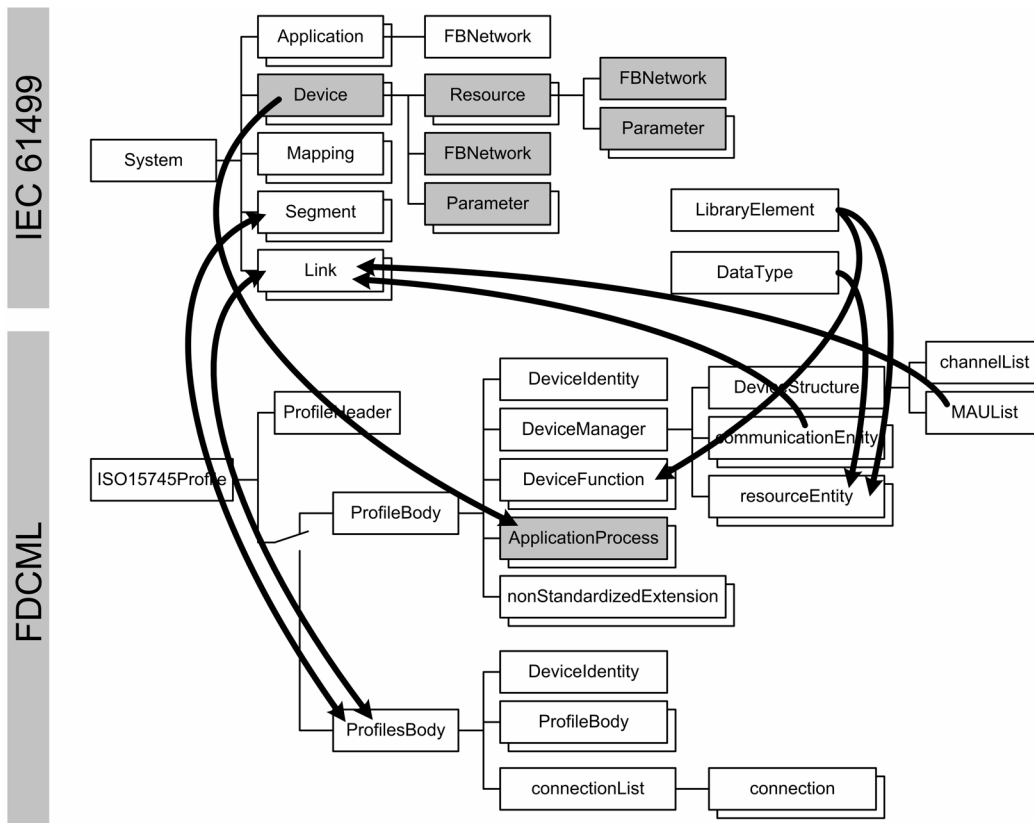 IEC 61499
Application
FBNetwork
Device
Resource
FBNetwork
Parameter
System
Mapping
FBNetwork
Segment
Parameter
LibraryElement
Link
DataType
FDCML
channelList
DeviceIdentity
DeviceStructure
ProfileHeader
MAUList
DeviceManager
communicationEntity
ISO15745Profile
DeviceFunction
resourceEntity
ProfileBody
ApplicationProcess
nonStandardizedExtension
DeviceIdentity
ProfilesBody
ProfileBody
connectionList
connection